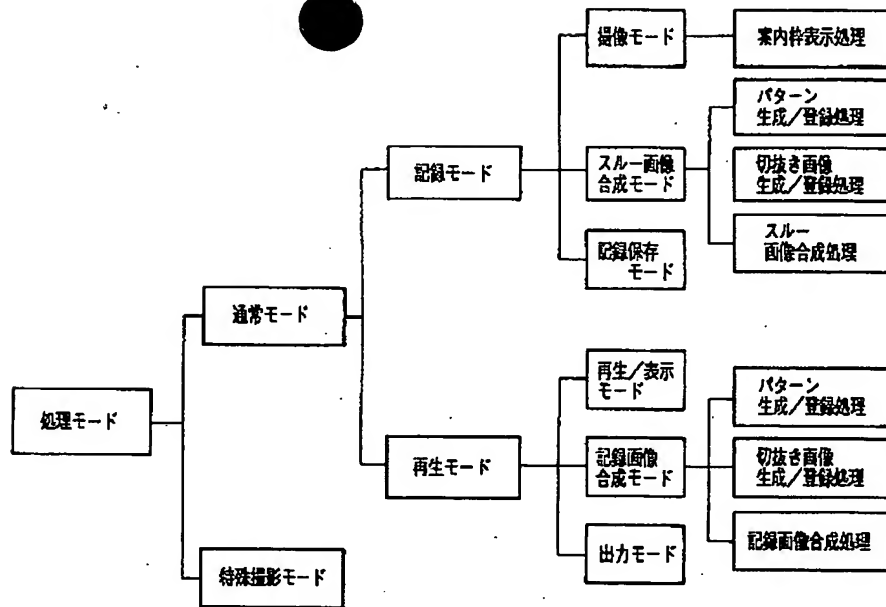 撮像モード
案内枠表示処理
パターン
生成／登録処理
記録モード
スルー画像
合成モード
切抜き画像
生成／登録処理
記録保存
モード
スルー
画像合成処理
通常モード
再生／表示
モード
パターン
生成／登録処理
処理モード
再生モード
記録画像
合成モード
切抜き画像
生成／登録処理
出力モード
記録画像合成処理
特殊撮影モード